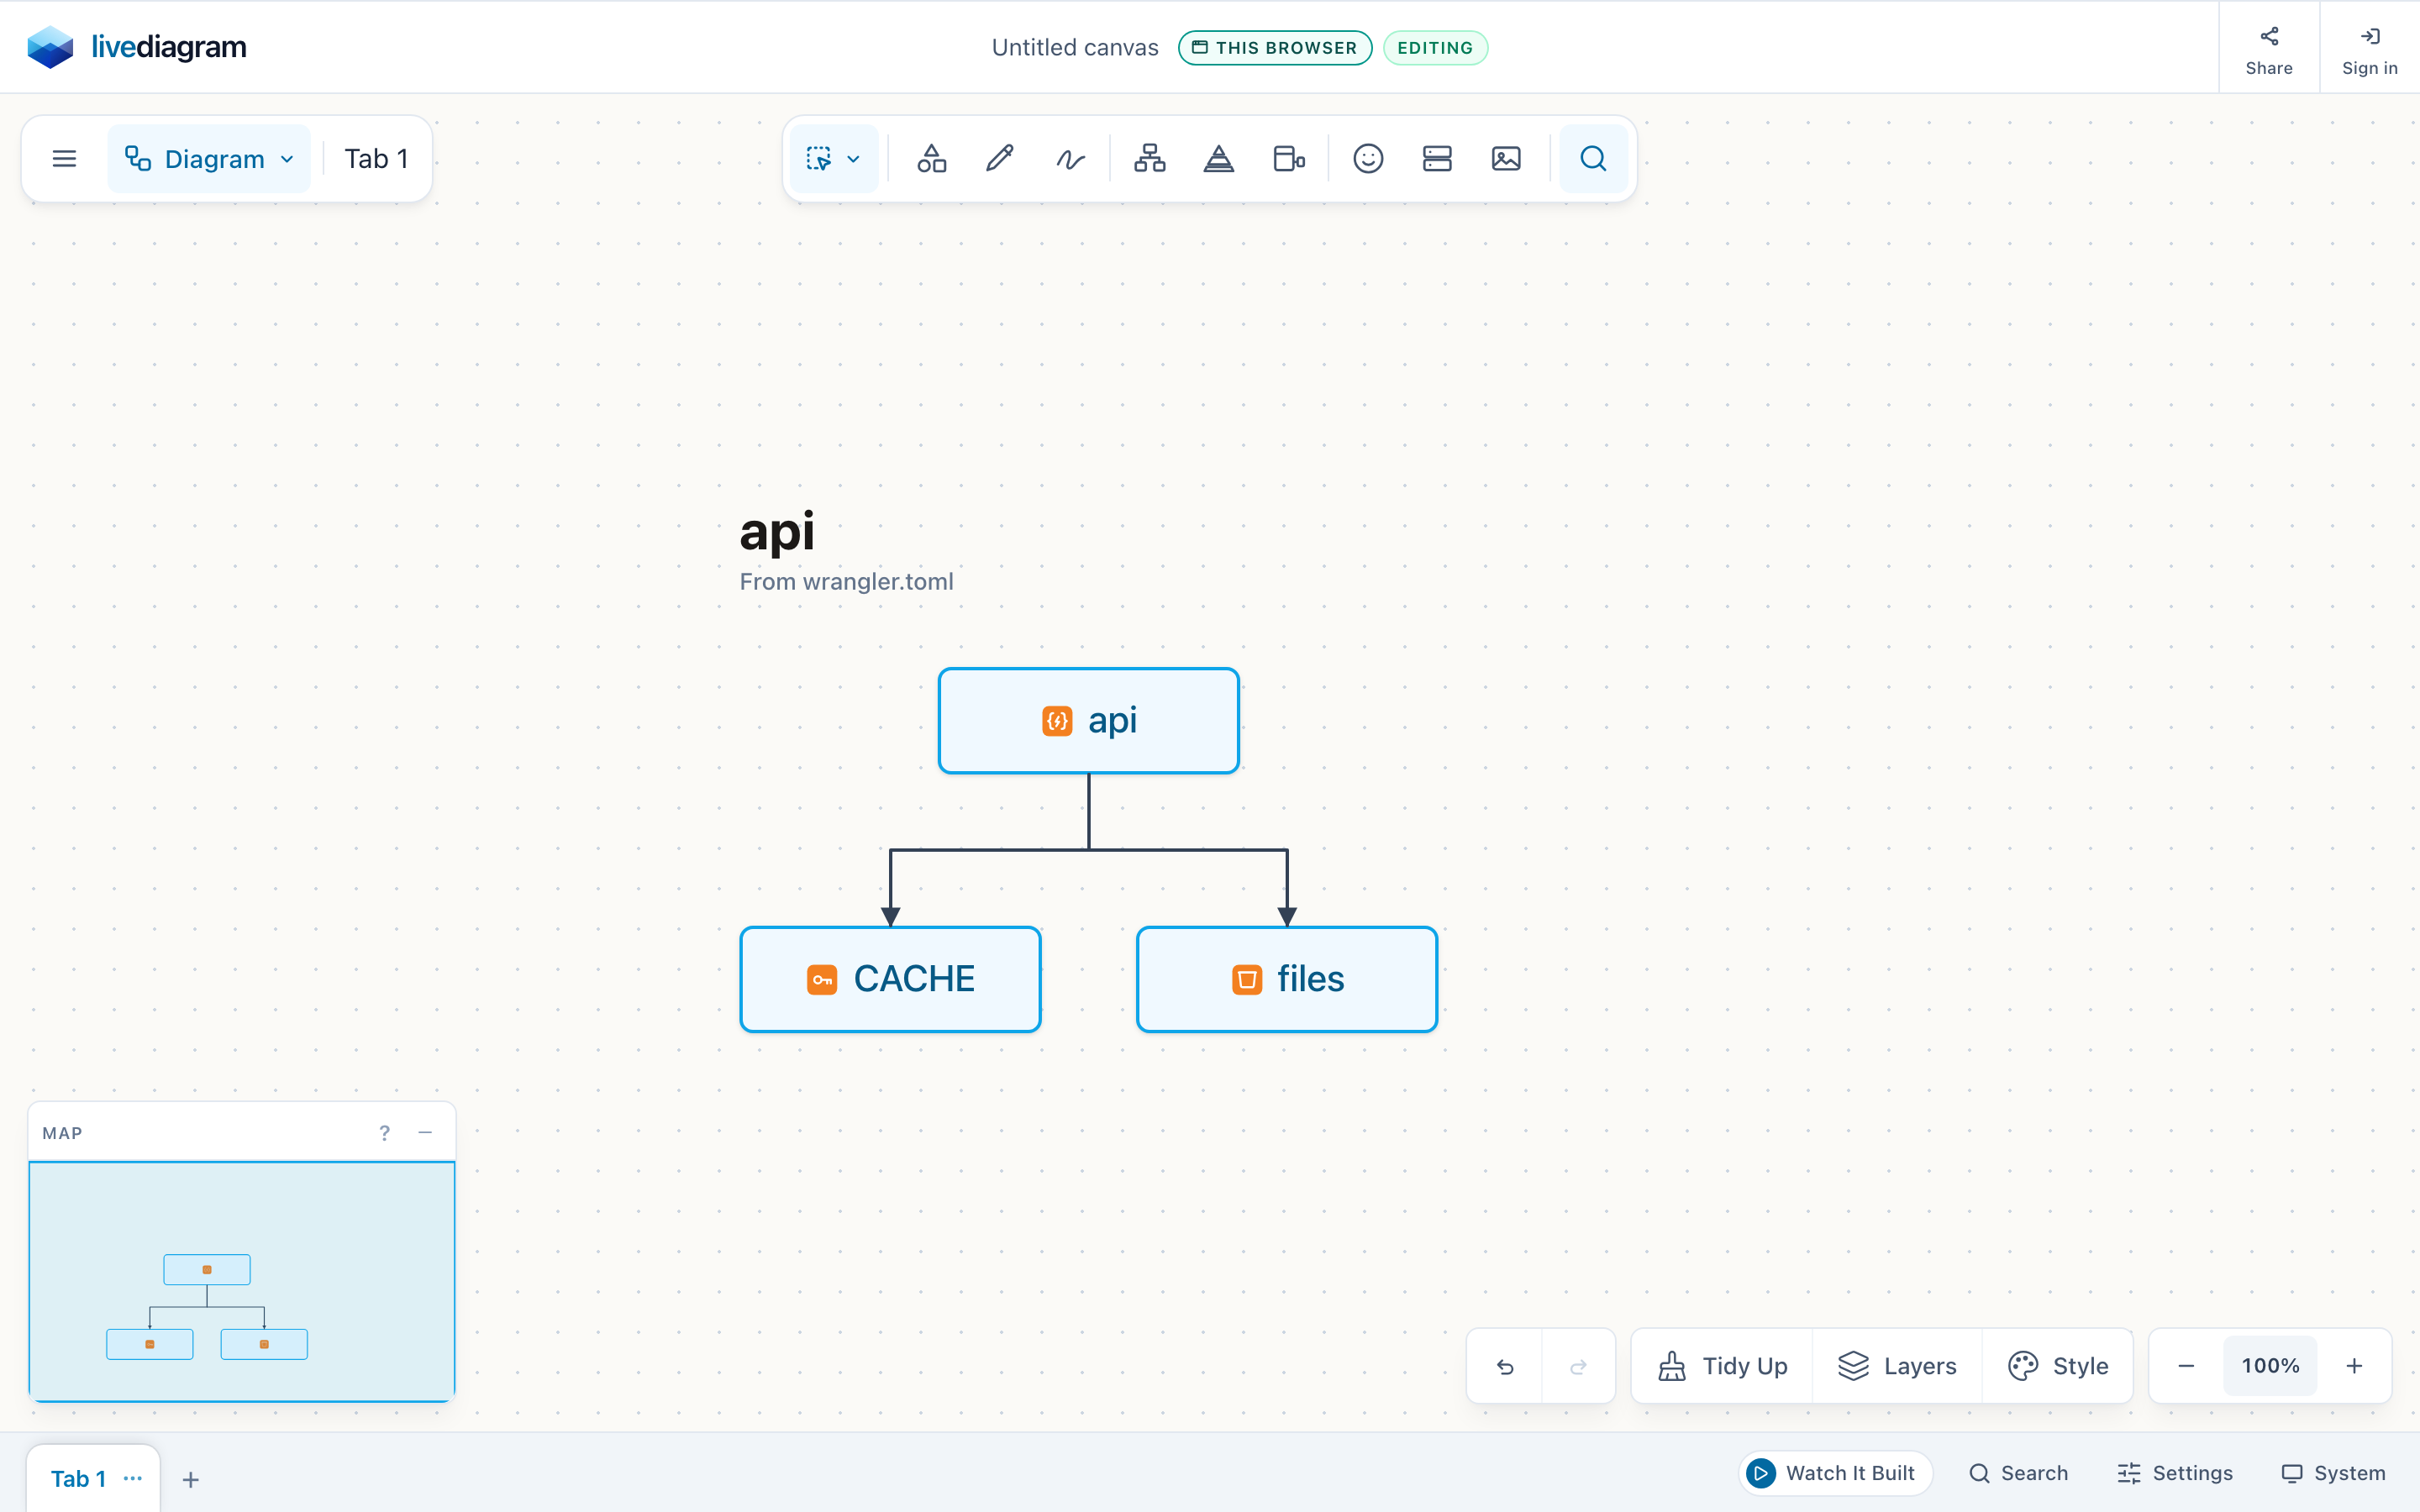 livediagram
Untitled canvas
THIS BROWSER
EDITING
Share
Sign in
Diagram
Tab 1
api
From wrangler.toml
api
CACHE
files
MAP
?
Tidy Up
Layers
Style
100%
Tab 1
Watch It Built
Search
Settings
System